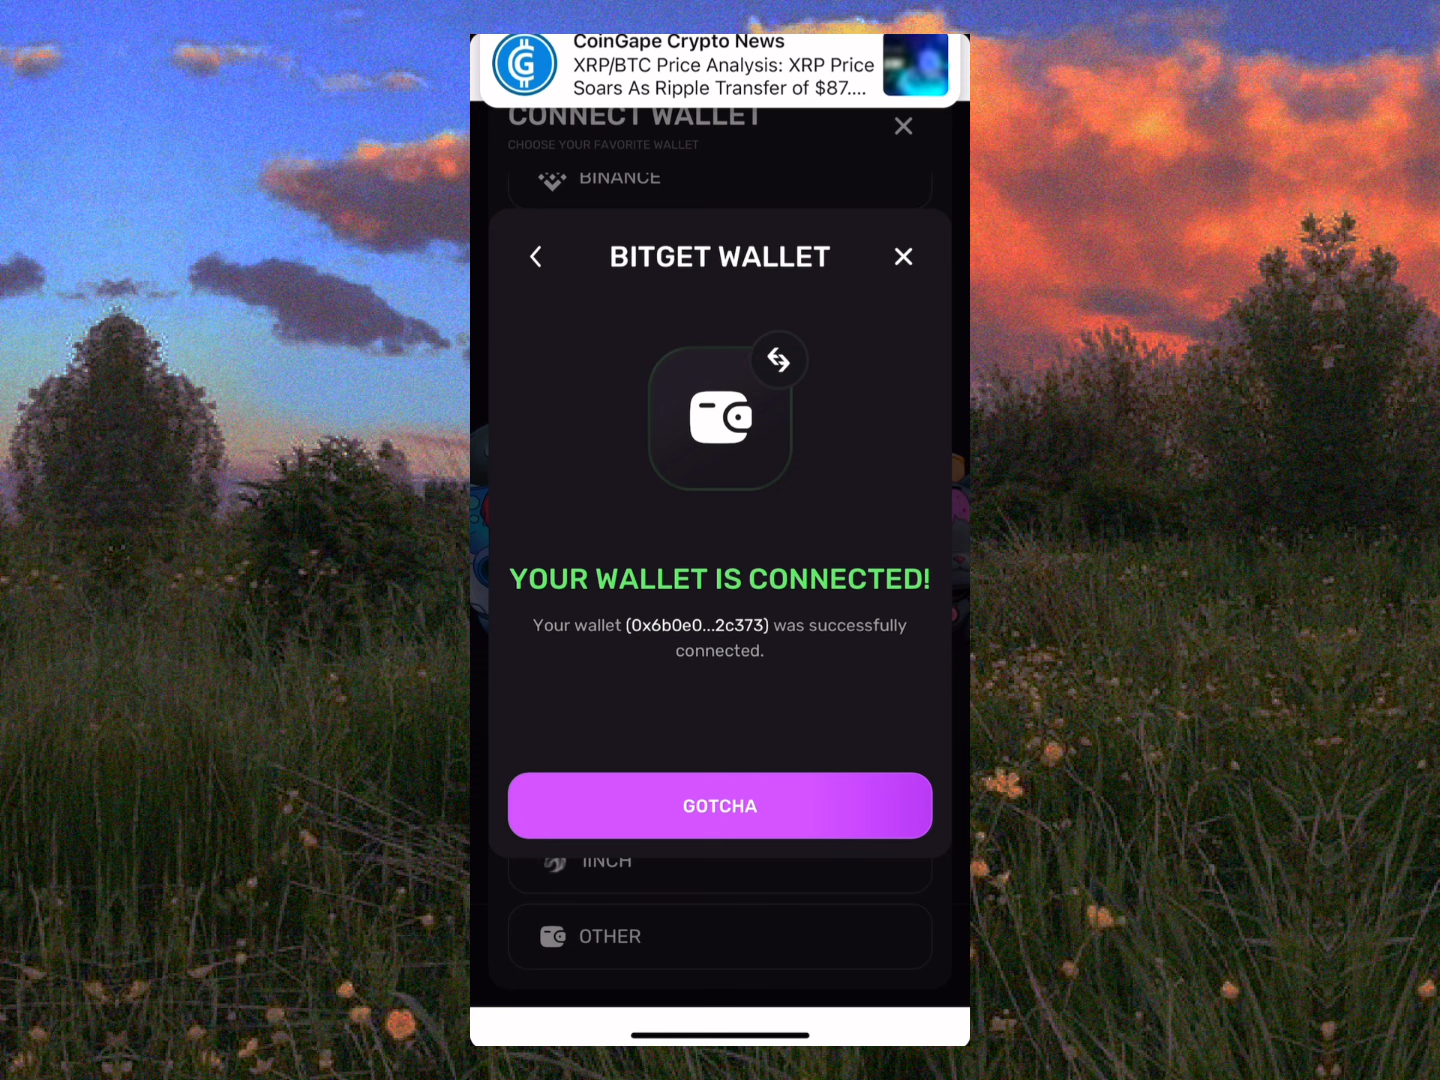 CoinGape Crypto News
XRP/BTC Price Analysis: XRP Price
Soars As Ripple Transfer of $87....
CONNECT WALLET
CHOOSE YOUR FAVORITE WALLET
BINANCE
BITGET WALLET
YOUR WALLET IS CONNECTED!
Your wallet (0x6b0e0...2c373) was successfully
connected.
GOTCHA
1INCH
OTHER